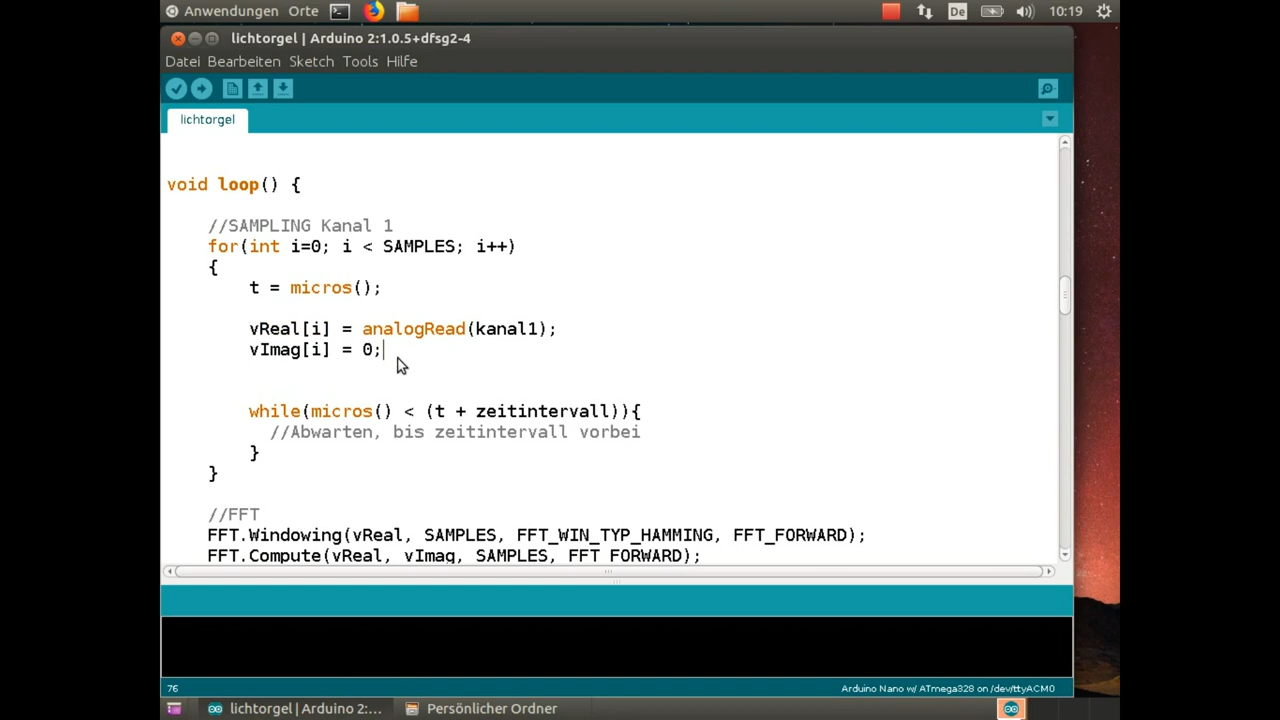 Anwendungen Orte De 10:19
lichtorgel | Arduino 2:1.0.5+dfsg2-4
Datei Bearbeiten Sketch Tools Hilfe
lichtorgel
void loop() {
//SAMPLING Kanal 1
for(int i=0; i < SAMPLES; i++)
{
t = micros();
vReal[i] = analogRead(kanal1);
vImag[i] = 0;
while(micros() < (t + zeitintervall)){
//Abwarten, bis zeitintervall vorbei
}
}
//FFT
FFT.Windowing(vReal, SAMPLES, FFT_WIN_TYP_HAMMING, FFT_FORWARD);
FFT.Compute(vReal, vImag, SAMPLES, FFT_FORWARD);
76 Arduino Nano w/ ATmega328 on /dev/ttyACM0
lichtorgel | Arduino 2:... Persönlicher Ordner